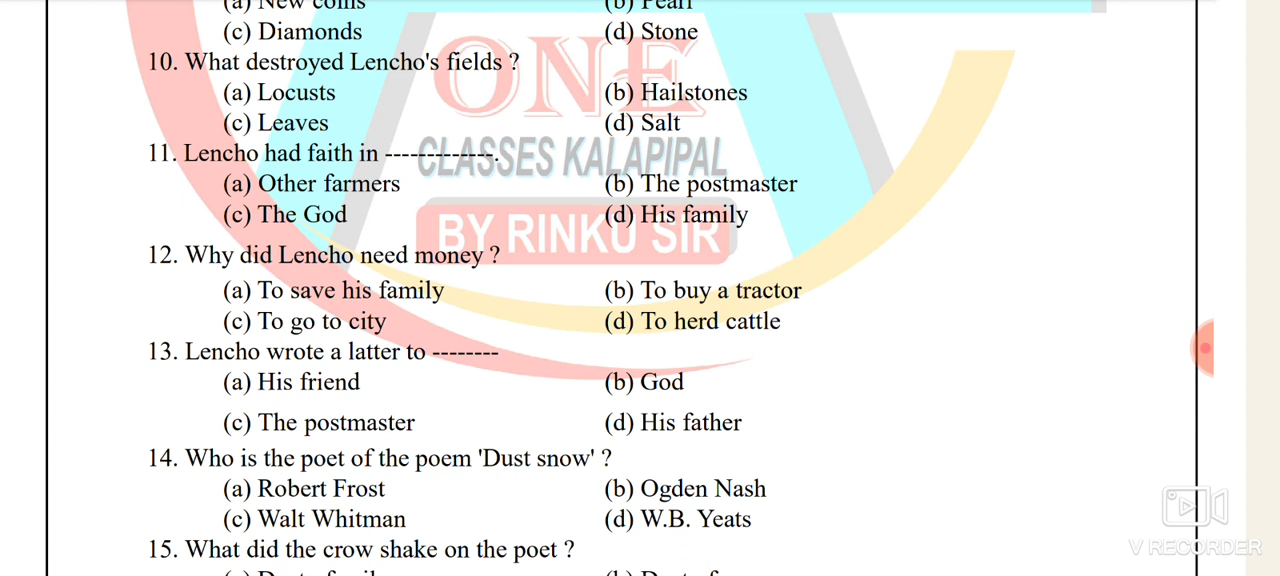 (a) New coins (b) Pearl
(c) Diamonds (d) Stone
10. What destroyed Lencho's fields ?
(a) Locusts (b) Hailstones
(c) Leaves (d) Salt
11. Lencho had faith in -------------.
(a) Other farmers (b) The postmaster
(c) The God (d) His family
12. Why did Lencho need money ?
(a) To save his family (b) To buy a tractor
(c) To go to city (d) To herd cattle
13. Lencho wrote a latter to --------
(a) His friend (b) God
(c) The postmaster (d) His father
14. Who is the poet of the poem 'Dust snow' ?
(a) Robert Frost (b) Ogden Nash
(c) Walt Whitman (d) W.B. Yeats
15. What did the crow shake on the poet ?
ONE
CLASSES KALAPIPAL
BY RINKU SIR
V RECORDER